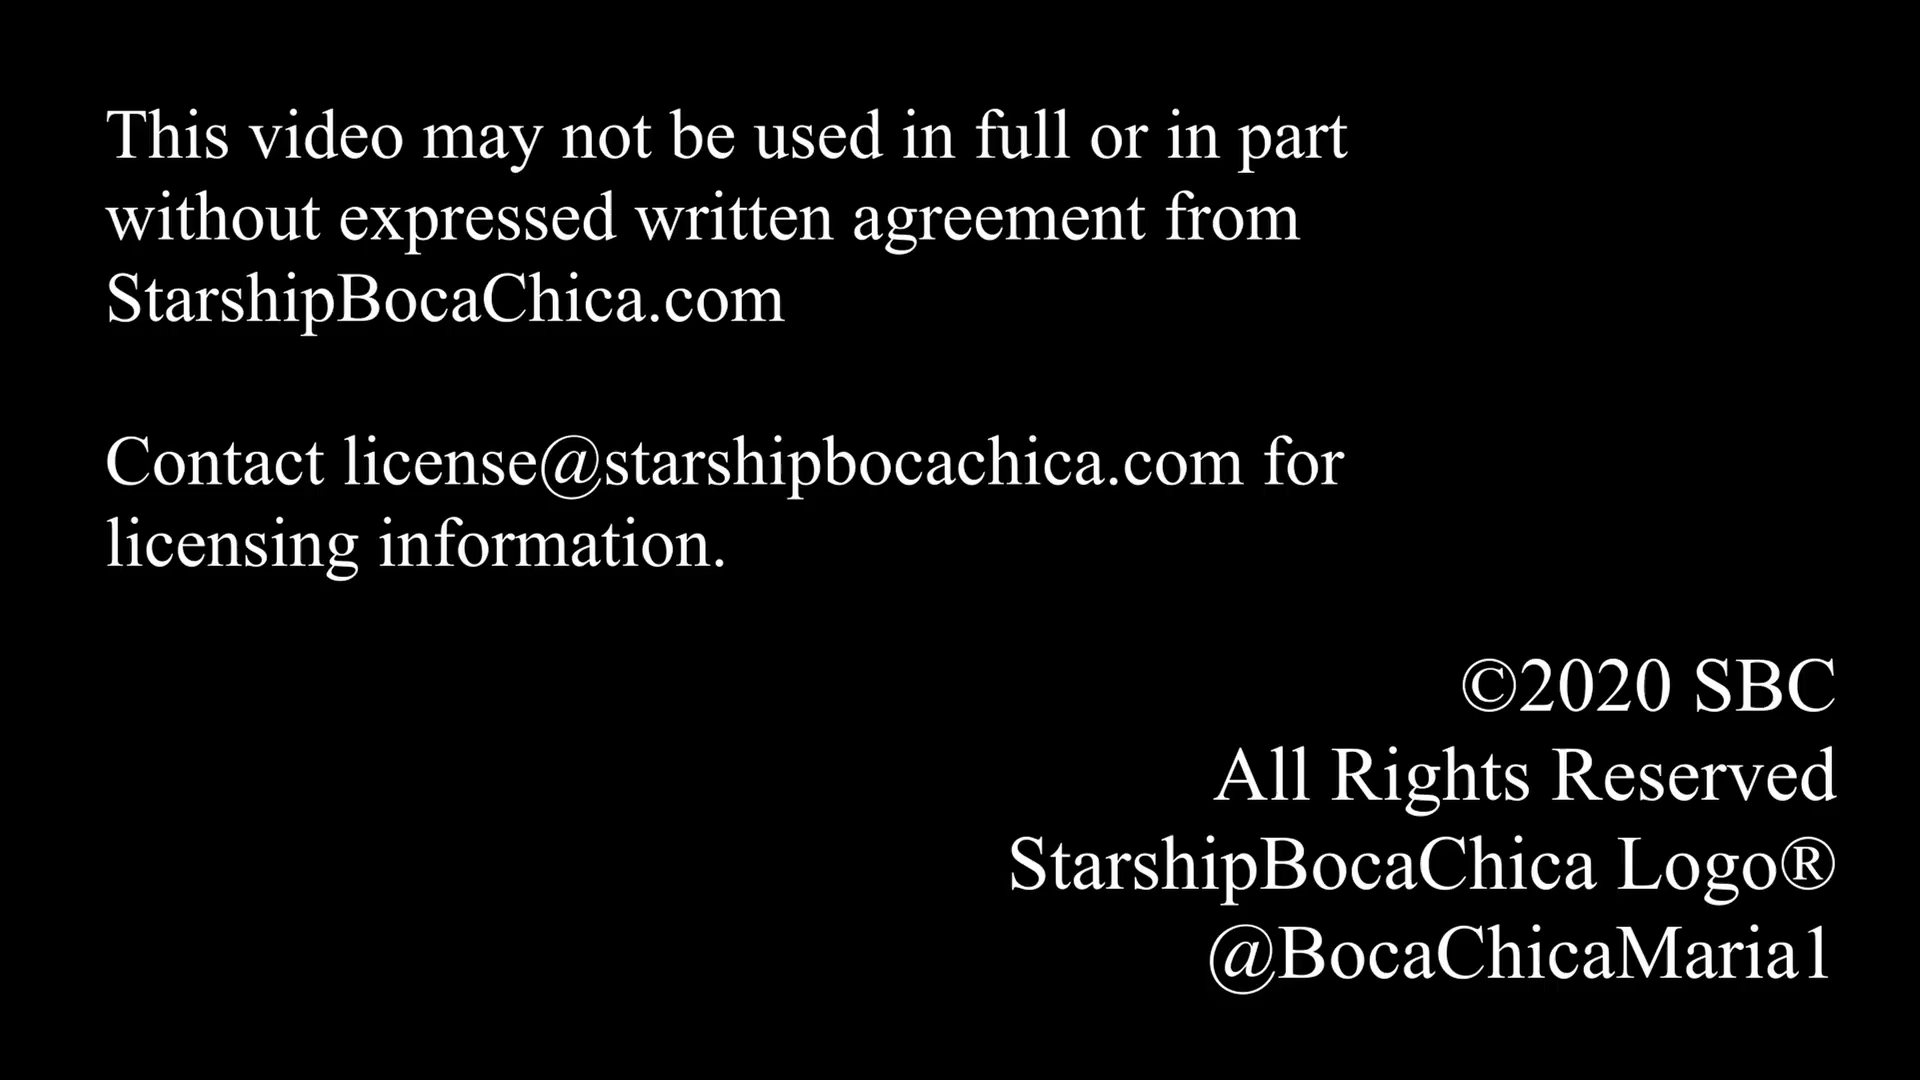 This video may not be used in full or in part
without expressed written agreement from
StarshipBocaChica.com
Contact license@starshipbocachica.com for
licensing information.
©2020 SBC
All Rights Reserved
StarshipBocaChica Logo®
@BocaChicaMaria1